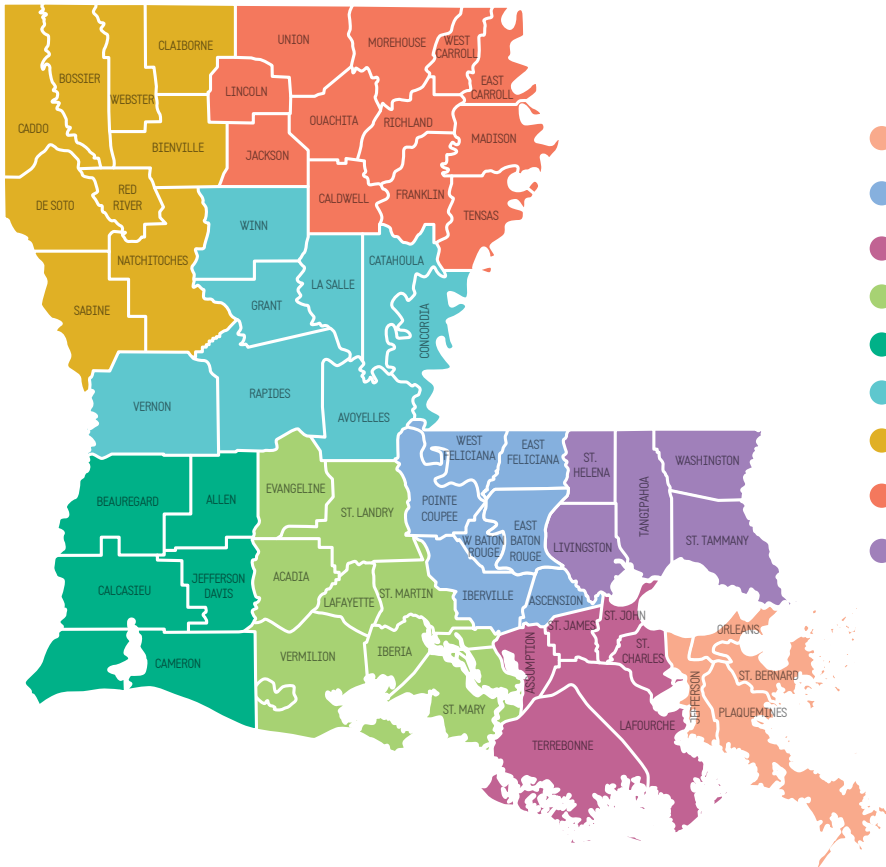 UNION
MOREHOUSE
WEST
CARROLL
CLAIBORNE
BOSSIER
EAST
CARROLL
WEBSTER
LINCOLN
OUACHITA
RICHLAND
CADDO
MADISON
BIENVILLE
JACKSON
RED
RIVER
CALDWELL
FRANKLIN
DE SOTO
TENSAS
WINN
NATCHITOCHES
CATAHOULA
LA SALLE
GRANT
SABINE
CONCORDIA
RAPIDES
VERNON
AVOYELLES
WEST
FELICIANA
EAST
FELICIANA
ST.
HELENA
WASHINGTON
EVANGELINE
BEAUREGARD
ALLEN
POINTE
COUPEE
TANGIPAHOA
ST. LANDRY
EAST
BATON
ROUGE
W BATON
ROUGE
ST. TAMMANY
LIVINGSTON
ACADIA
JEFFERSON
DAVIS
CALCASIEU
ST. MARTIN
IBERVILLE
LAFAYETTE
ASCENSION
ST. JOHN
ST. JAMES
ORLEANS
ST.
CHARLES
VERMILION
IBERIA
ASSUMPTION
CAMERON
ST. BERNARD
JEFFERSON
ST. MARY
PLAQUEMINES
LAFOURCHE
TERREBONNE